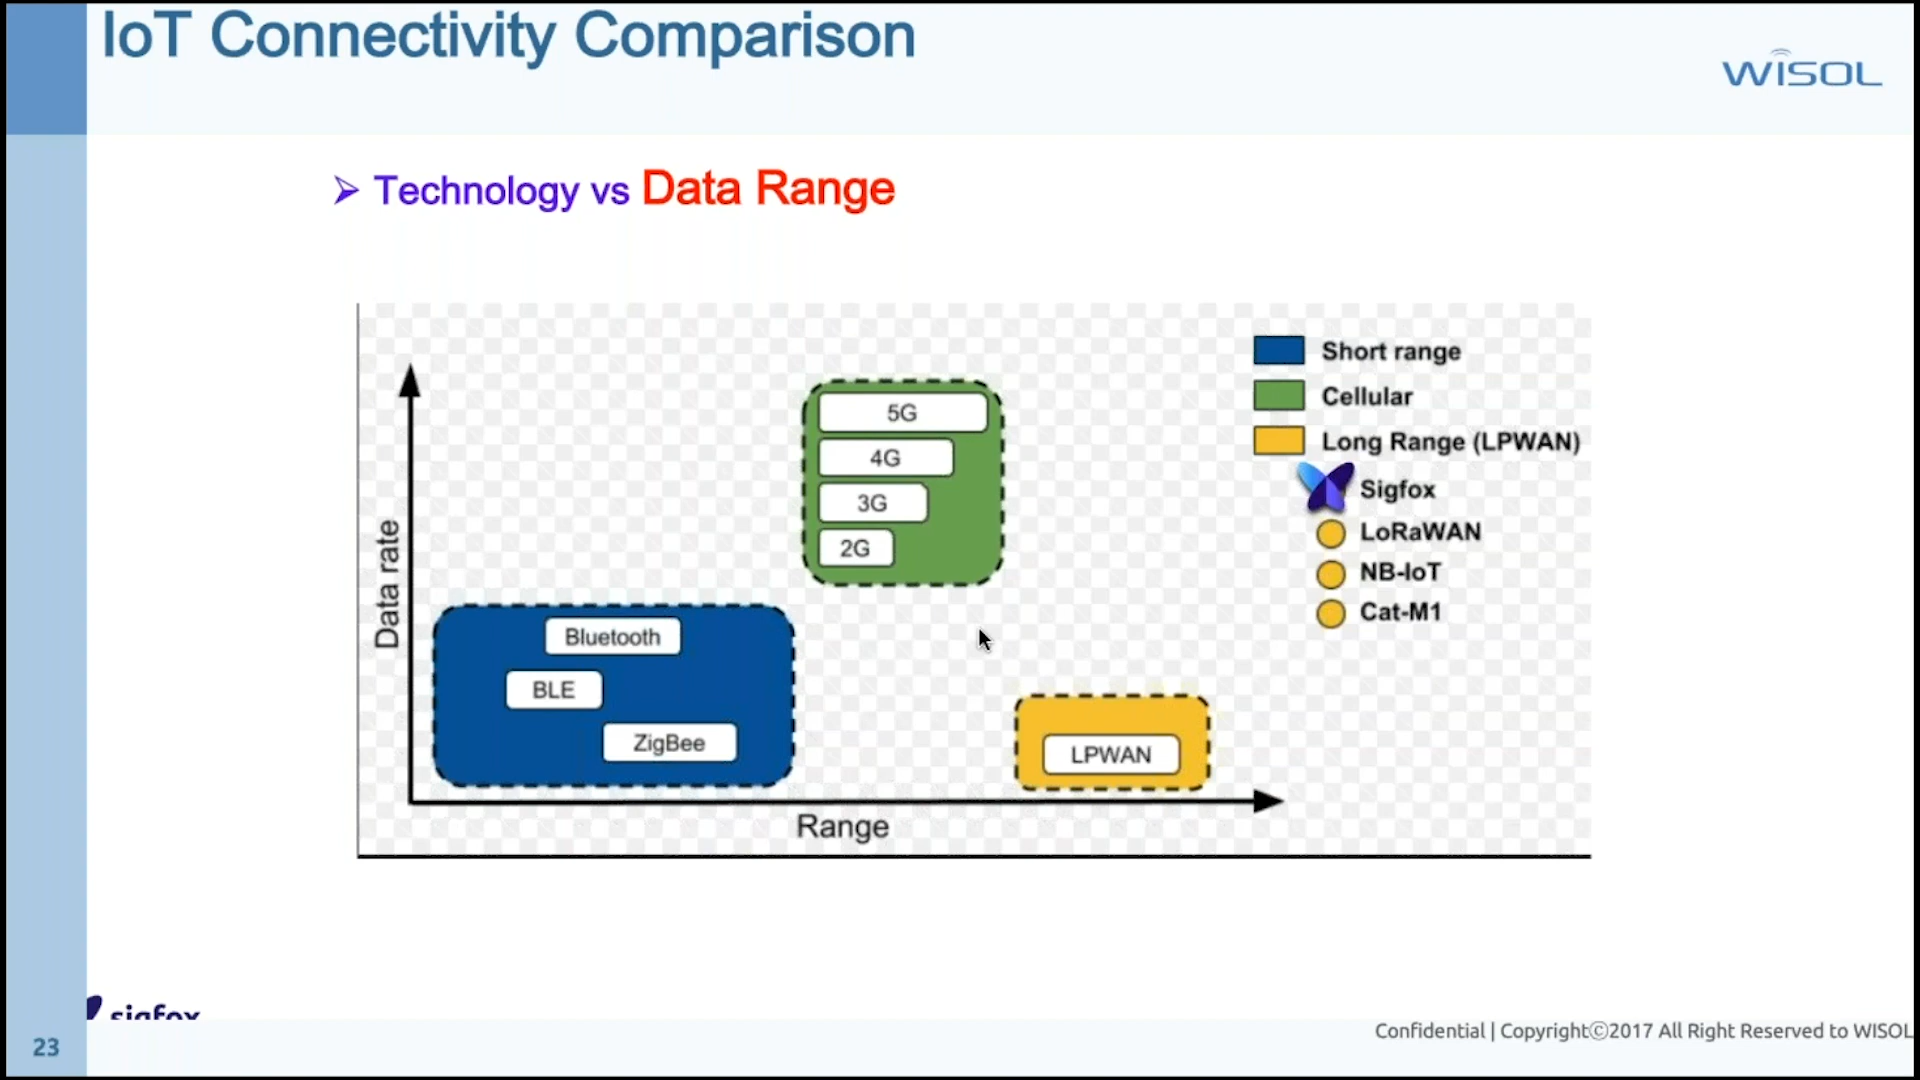 IoT Connectivity Comparison
WISOL
➢ Technology vs Data Range
Short range
Cellular
Long Range (LPWAN)
Sigfox
LoRaWAN
NB-IoT
Cat-M1
5G
4G
3G
2G
Data rate
Bluetooth
BLE
ZigBee
LPWAN
Range
sigfox
Confidential | Copyrightⓒ2017 All Right Reserved to WISOL
23